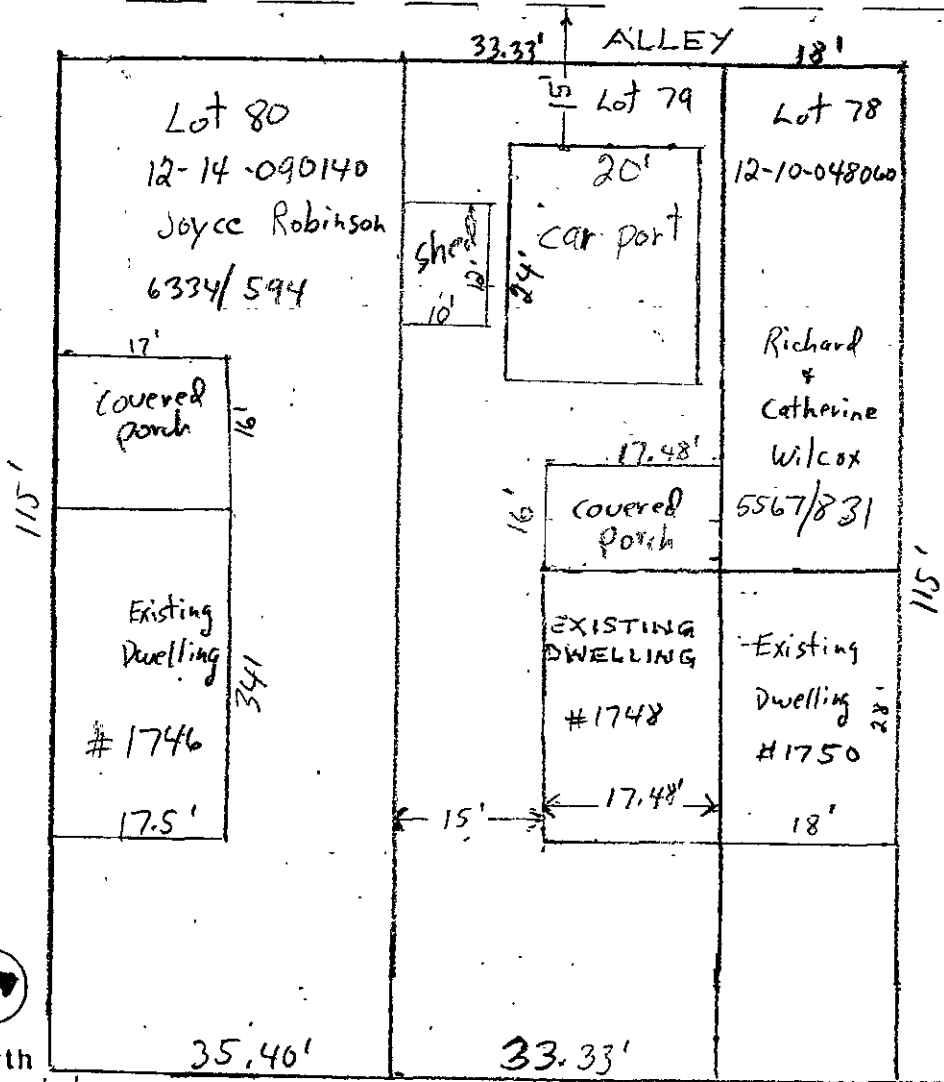 ALLEY
33.33'
18'
Lot 80
12-14-090140
Joyce Robinson
6334/594
15'
Lot 79
20'
car port
24'
shed
12'
10'
Lot 78
12-10-048060
Richard
&
Catherine
Wilcox
5567/831
17'
covered
porch
16'
115'
Existing
Dwelling
#1746
34'
17.5'
17.48'
16'
covered
porch
EXISTING
DWELLING
#1748
17.48'
15'
Existing
Dwelling
#1750
28'
18'
115'
35.40'
33.33'